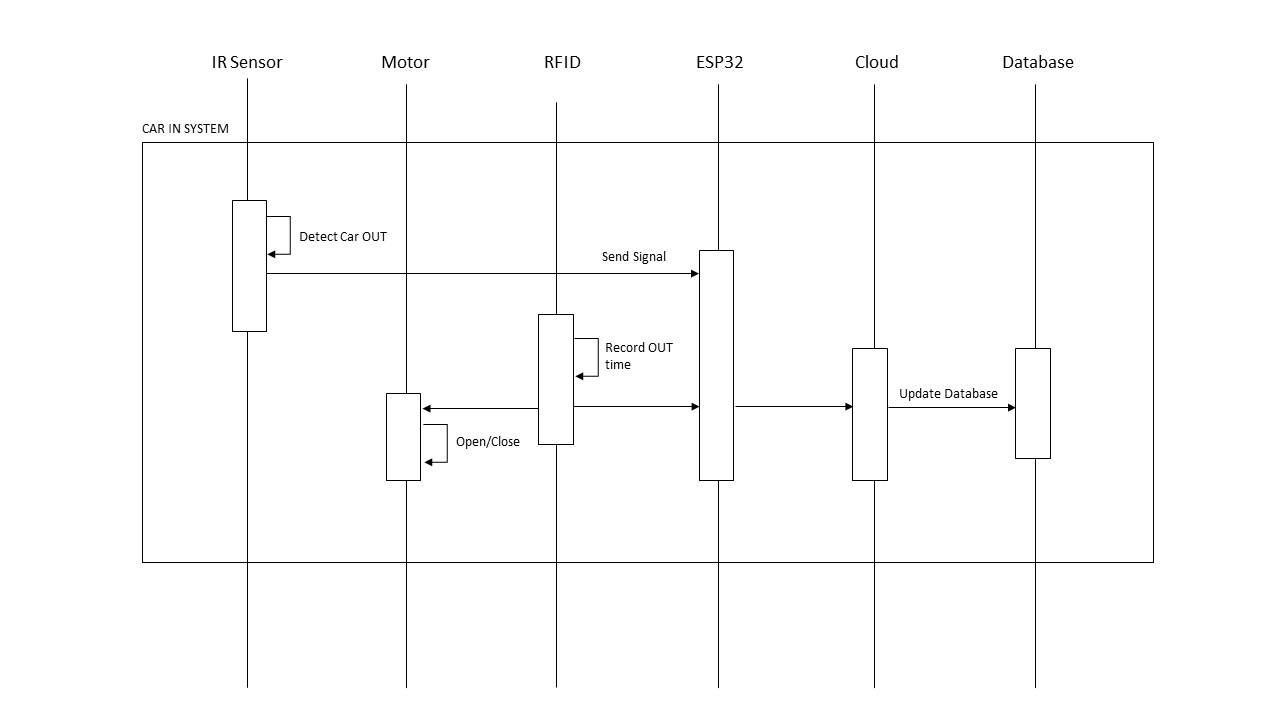 IR Sensor
Motor
RFID
ESP32
Cloud
Database
CAR IN SYSTEM
Detect Car OUT
Send Signal
Record OUT
time
Update Database
Open/Close